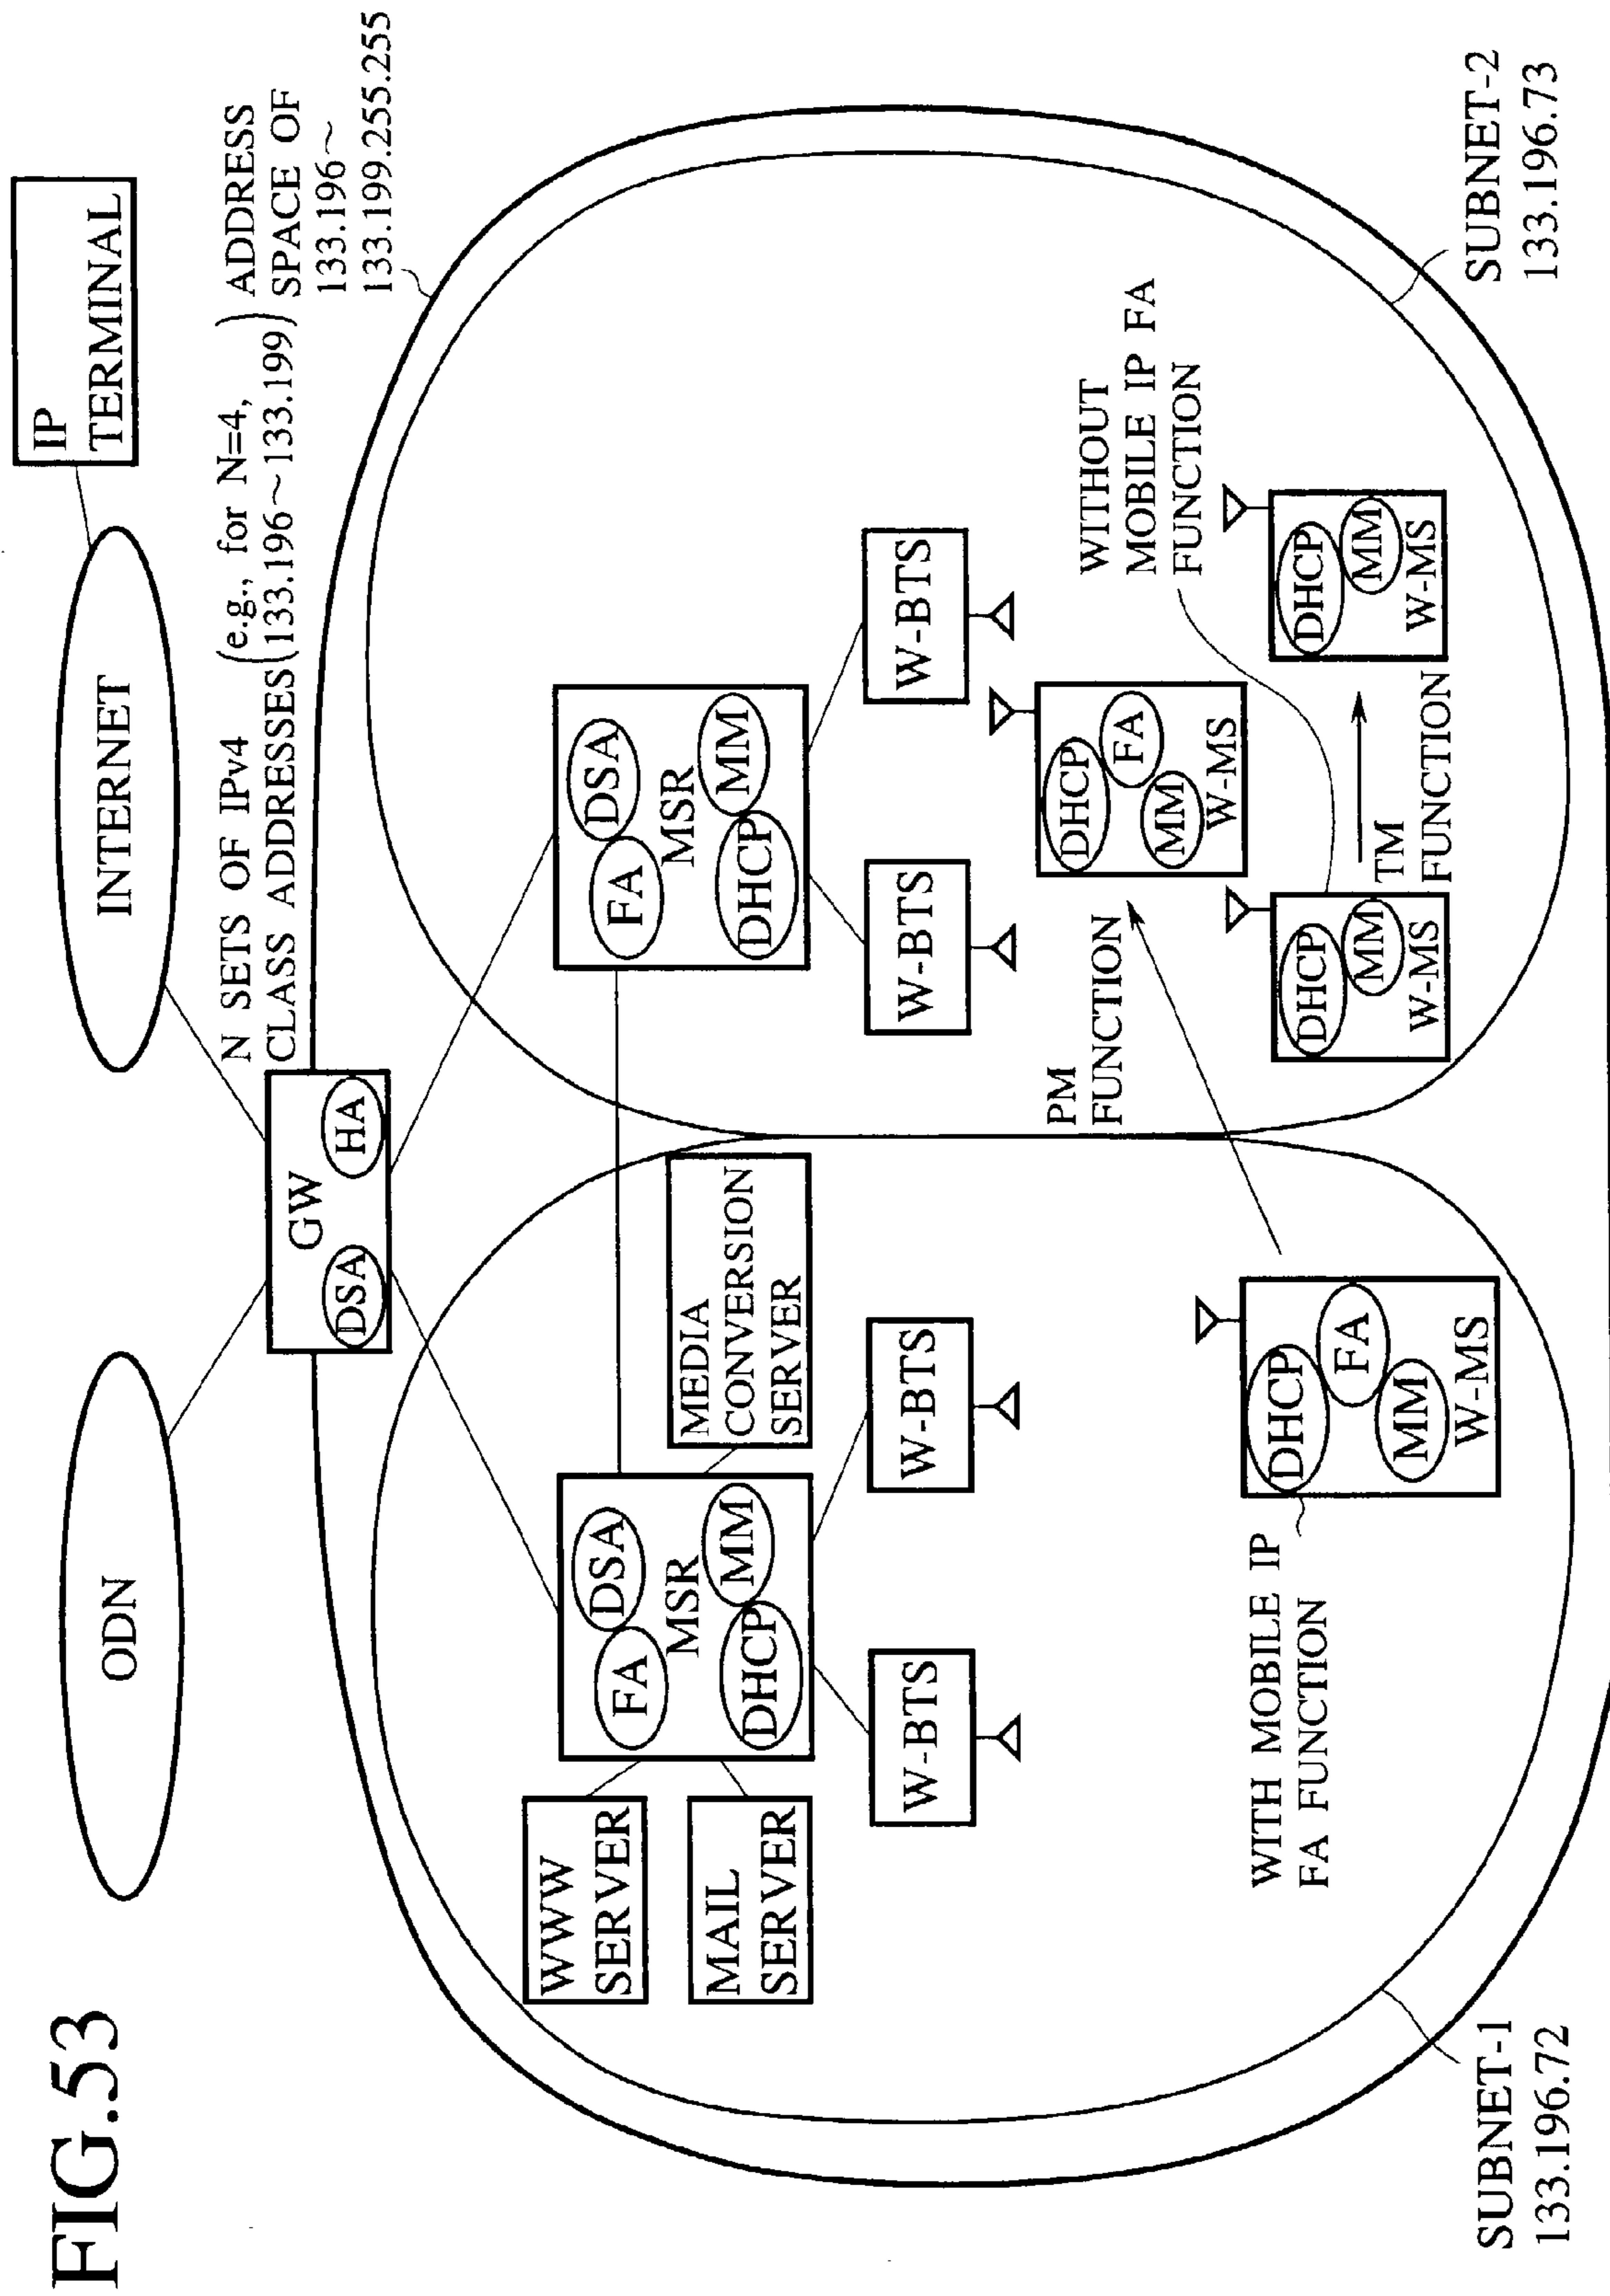 FIG.53
ODN
INTERNET
IP
TERMINAL
GW
DSA
HA
N SETS OF IPv4
CLASS ADDRESSES
(e.g., for N=4,
133.196~133.199)
ADDRESS
SPACE OF
133.196~
133.199.255.255
WWW
SERVER
MAIL
SERVER
FA
DSA
MSR
DHCP
MM
MEDIA
CONVERSION
SERVER
W-BTS
W-BTS
FA
DSA
MSR
DHCP
MM
W-BTS
W-BTS
WITH MOBILE IP
FA FUNCTION
DHCP
FA
MM
W-MS
PM
FUNCTION
DHCP
FA
MM
W-MS
WITHOUT
MOBILE IP FA
FUNCTION
DHCP
MM
W-MS
TM
FUNCTION
DHCP
MM
W-MS
SUBNET-1
133.196.72
SUBNET-2
133.196.73